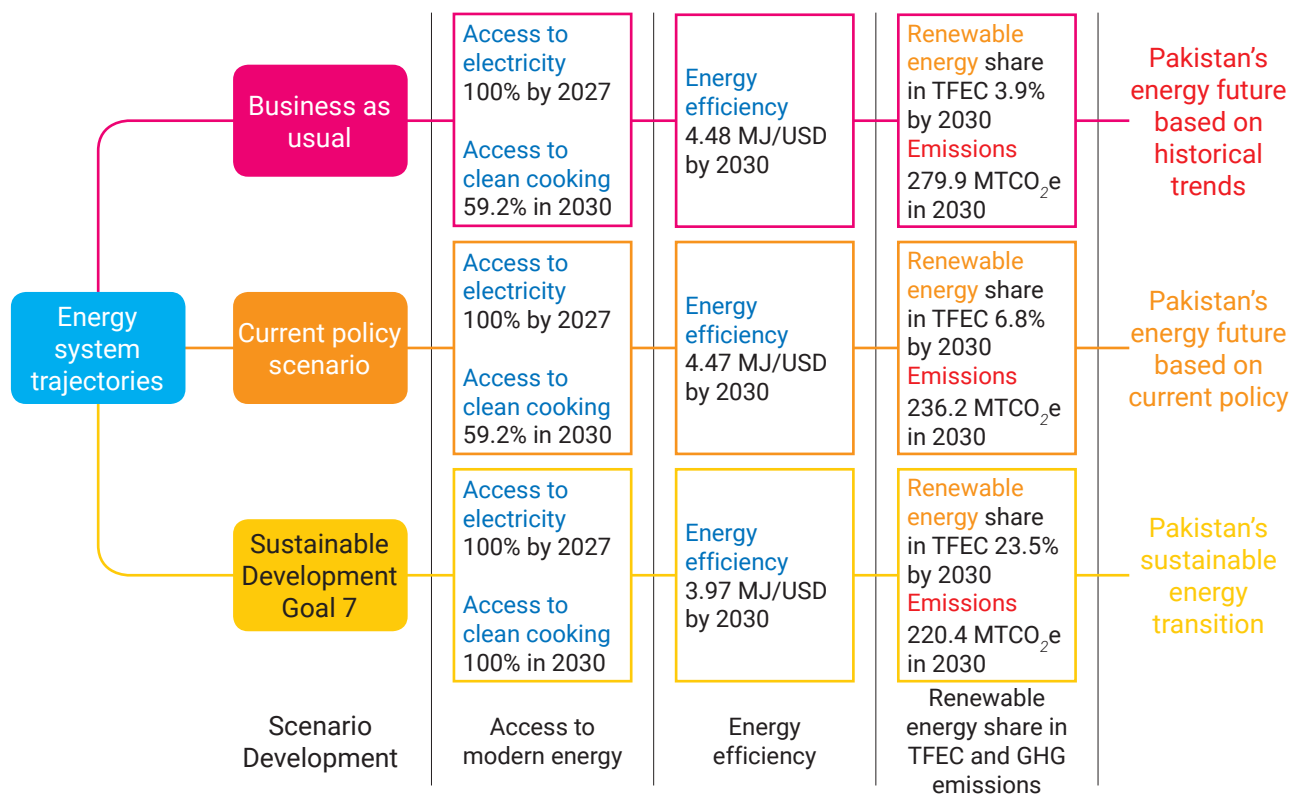 Energy
system
trajectories
Business as
usual
Access to
electricity
100% by 2027
Access to
clean cooking
59.2% in 2030
Energy
efficiency
4.48 MJ/USD
by 2030
Renewable
energy share
in TFEC 3.9%
by 2030
Emissions
279.9 MTCO₂e
in 2030
Pakistan's
energy future
based on
historical
trends
Current policy
scenario
Access to
electricity
100% by 2027
Access to
clean cooking
59.2% in 2030
Energy
efficiency
4.47 MJ/USD
by 2030
Renewable
energy share
in TFEC 6.8%
by 2030
Emissions
236.2 MTCO₂e
in 2030
Pakistan's
energy future
based on
current policy
Sustainable
Development
Goal 7
Access to
electricity
100% by 2027
Access to
clean cooking
100% in 2030
Energy
efficiency
3.97 MJ/USD
by 2030
Renewable
energy share
in TFEC 23.5%
by 2030
Emissions
220.4 MTCO₂e
in 2030
Pakistan's
sustainable
energy
transition
Scenario
Development
Access to
modern energy
Energy
efficiency
Renewable
energy share in
TFEC and GHG
emissions